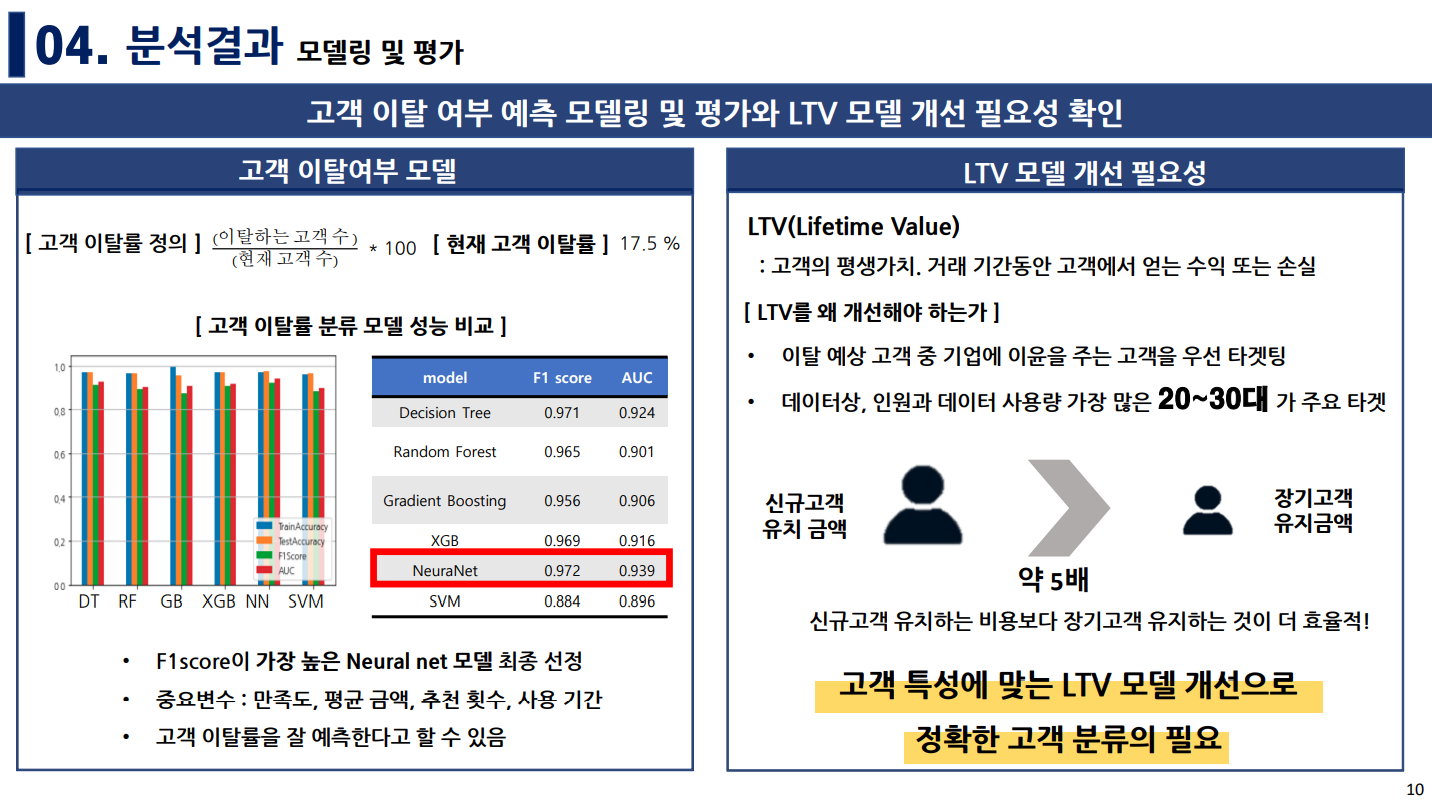 04. 분석결과 모델링 및 평가
고객 이탈 여부 예측 모델링 및 평가와 LTV 모델 개선 필요성 확인
고객 이탈여부 모델
[ 고객 이탈률 정의 ] (이탈하는 고객 수) / (현재 고객 수) * 100 [ 현재 고객 이탈률 ] 17.5 %
[ 고객 이탈률 분류 모델 성능 비교 ]
1,0
0,8
0,6
0,4
0,2
0 0
TrainAccuracy
TestAccuracy
F1Score
AUC
DT RF GB XGB NN SVM
model F1 score AUC
Decision Tree 0.971 0.924
Random Forest 0.965 0.901
Gradient Boosting 0.956 0.906
XGB 0.969 0.916
NeuraNet 0.972 0.939
SVM 0.884 0.896
• F1score이 가장 높은 Neural net 모델 최종 선정
• 중요변수 : 만족도, 평균 금액, 추천 횟수, 사용 기간
• 고객 이탈률을 잘 예측한다고 할 수 있음
LTV 모델 개선 필요성
LTV(Lifetime Value)
: 고객의 평생가치. 거래 기간동안 고객에서 얻는 수익 또는 손실
[ LTV를 왜 개선해야 하는가 ]
• 이탈 예상 고객 중 기업에 이윤을 주는 고객을 우선 타겟팅
• 데이터상, 인원과 데이터 사용량 가장 많은 20~30대 가 주요 타겟
신규고객
유치 금액
장기고객
유지금액
약 5배
신규고객 유치하는 비용보다 장기고객 유지하는 것이 더 효율적!
고객 특성에 맞는 LTV 모델 개선으로
정확한 고객 분류의 필요
10